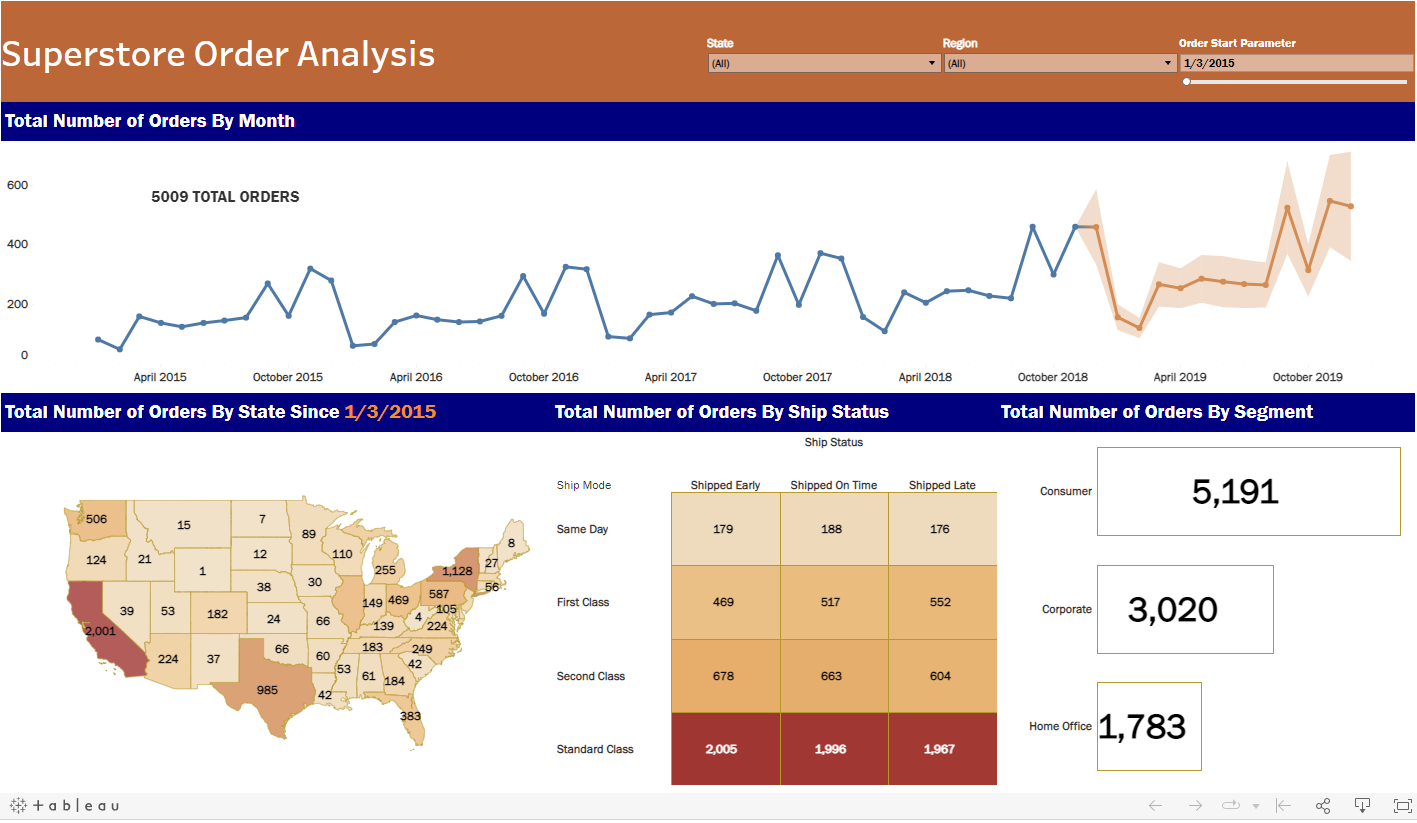 Superstore Order Analysis
State
Region
Order Start Parameter
(All)
(All)
1/3/2015
Total Number of Orders By Month
5009 TOTAL ORDERS
600
400
200
0
April 2015
October 2015
April 2016
October 2016
April 2017
October 2017
April 2018
October 2018
April 2019
October 2019
Total Number of Orders By State Since 1/3/2015
506
15
7
89
8
124
21
12
110
1,128
27
1
255
56
38
30
587
39
53
182
149
469
105
24
66
4
224
2,001
139
66
183
249
224
37
60
53
42
61
184
985
42
383
Total Number of Orders By Ship Status
Ship Status
Ship Mode
Shipped Early
Shipped On Time
Shipped Late
Same Day
179
188
176
First Class
469
517
552
Second Class
678
663
604
Standard Class
2,005
1,996
1,967
Total Number of Orders By Segment
Consumer
5,191
Corporate
3,020
Home Office
1,783
+ a b | e a u